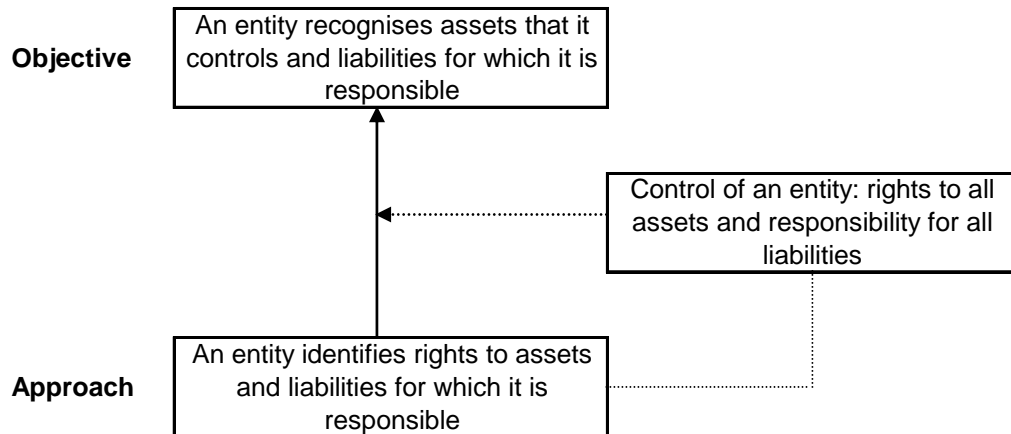 Objective
An entity recognises assets that it
controls and liabilities for which it is
responsible
Control of an entity: rights to all
assets and responsibility for all
liabilities
Approach
An entity identifies rights to assets
and liabilities for which it is
responsible